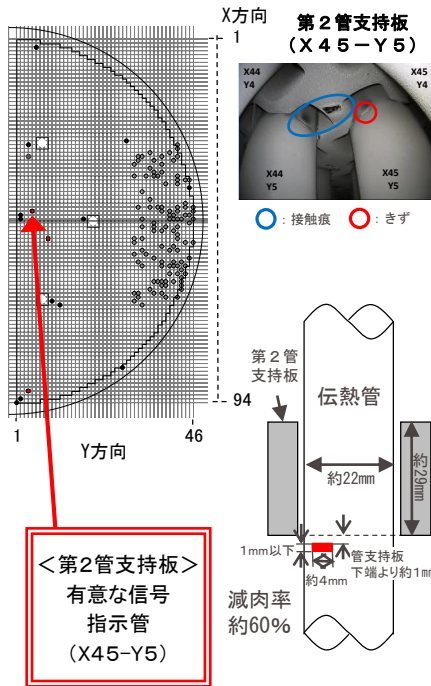 X方向
1
94
1
46
Y方向
第2管支持板
(X45-Y5)
X44
Y4
X45
Y4
X44
Y5
X45
Y5
:接触痕
:きず
第2管
支持板
伝熱管
約22mm
約29mm
1mm以下
約4mm
管支持板
下端より約1mm
減肉率
約60%
<第2管支持板>
有意な信号
指示管
(X45-Y5)